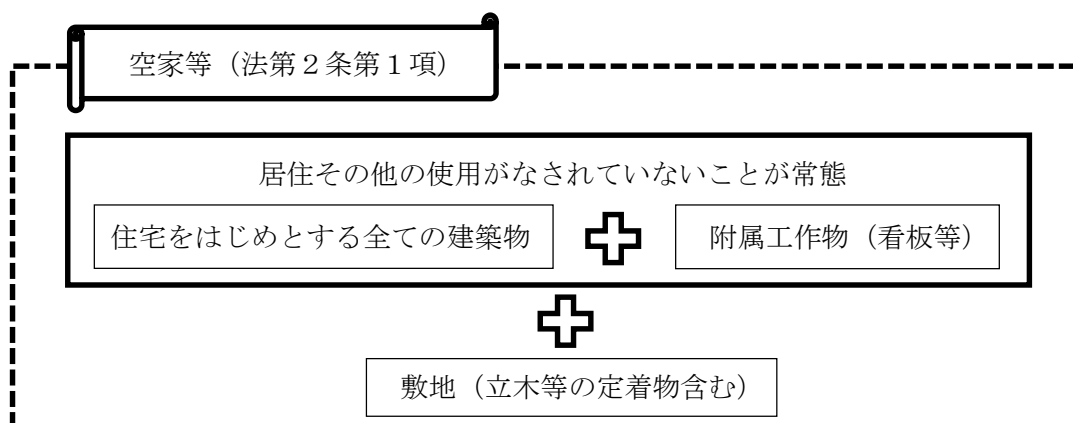 空家等（法第２条第１項）
居住その他の使用がなされていないことが常態
住宅をはじめとする全ての建築物
附属工作物（看板等）
敷地（立木等の定着物含む）